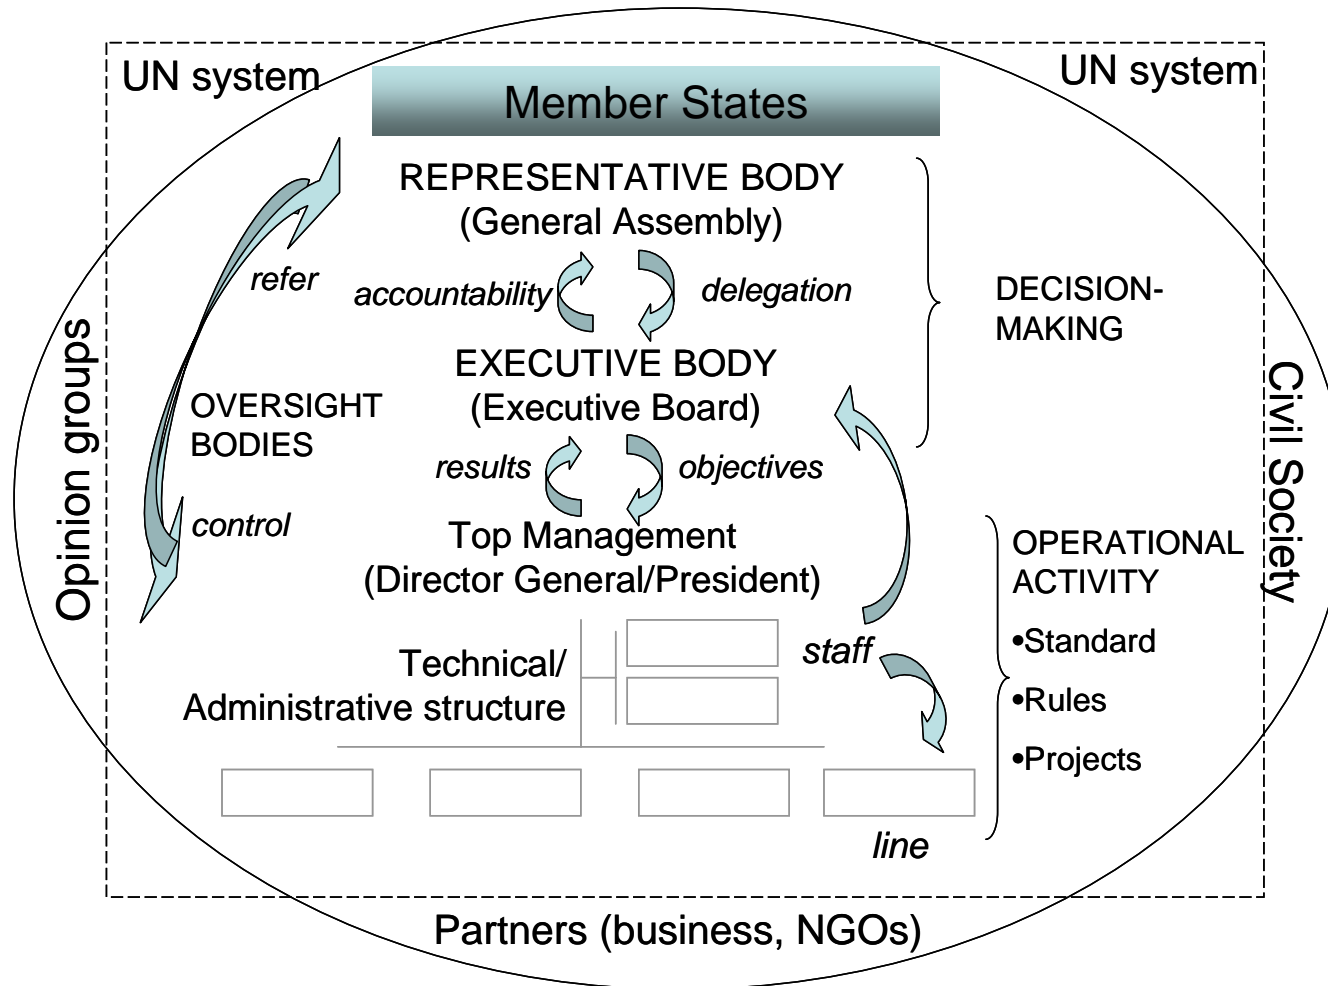 UN system
UN system
Member States
REPRESENTATIVE BODY
(General Assembly)
refer
accountability
delegation
DECISION-
MAKING
EXECUTIVE BODY
(Executive Board)
OVERSIGHT
BODIES
results
objectives
control
Top Management
(Director General/President)
Opinion groups
Civil Society
OPERATIONAL
ACTIVITY
•Standard
•Rules
•Projects
staff
Technical/
Administrative structure
line
Partners (business, NGOs)